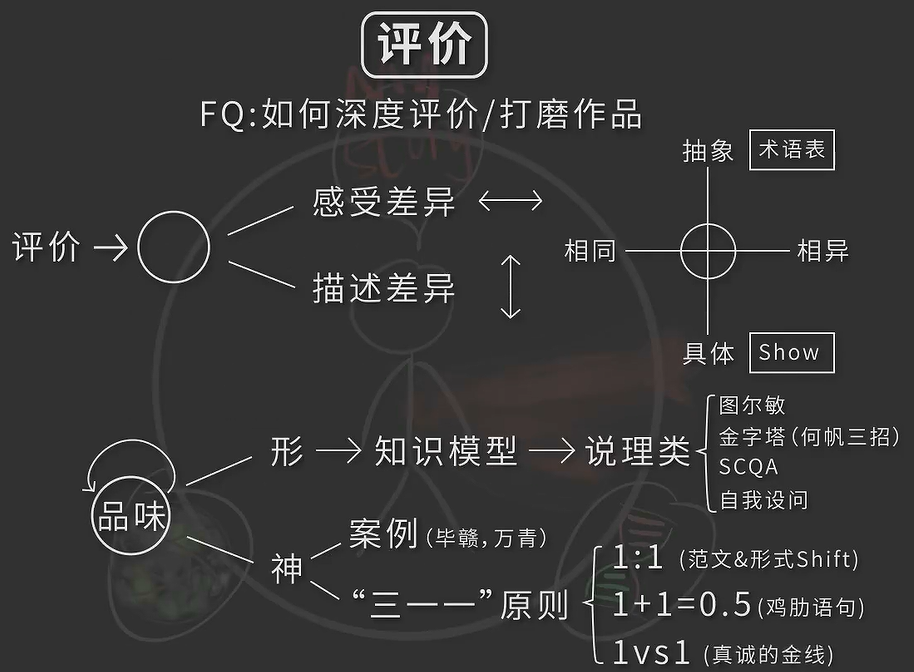 评价
FQ:如何深度评价/打磨作品
抽象 术语表
评价
感受差异
描述差异
相同
相异
具体 Show
品味
形
知识模型
说理类
图尔敏
金字塔(何帆三招)
SCQA
自我设问
神
案例(毕赣,万青)
“三一一”原则
1:1 (范文&形式Shift)
1+1=0.5(鸡肋语句)
1vs1 (真诚的金线)